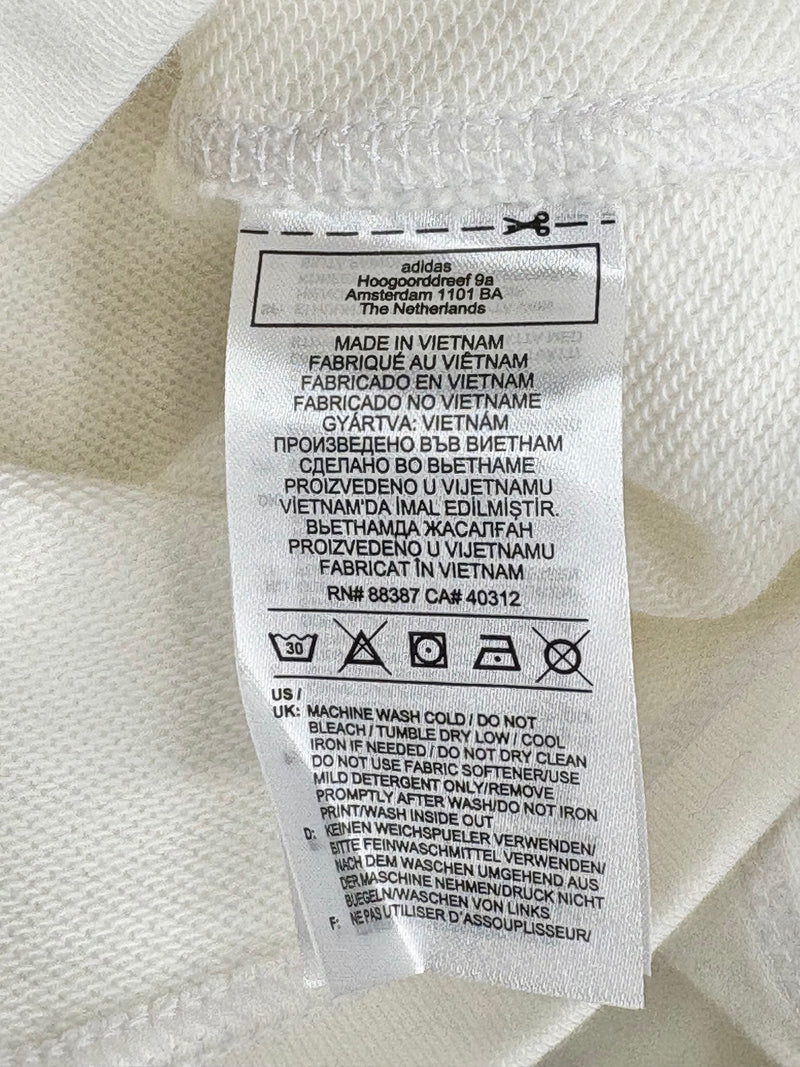 adidas
Hoogoorddreef 9a
Amsterdam 1101 BA
The Netherlands
MADE IN VIETNAM
FABRIQUÉ AU VIÊTNAM
FABRICADO EN VIETNAM
FABRICADO NO VIETNAME
GYÁRTVA: VIETNÁM
ПРОИЗВЕДЕНО ВЪВ ВИЕТНАМ
СДЕЛАНО ВО ВЬЕТНАМЕ
PROIZVEDENO U VIJETNAMU
VİETNAM'DA İMAL EDİLMİŞTİR.
ВЬЕТНАМДА ЖАСАЛҒАН
PROIZVEDENO U VIJETNAMU
FABRICAT ÎN VIETNAM
RN# 88387 CA# 40312
30
US /
UK: MACHINE WASH COLD / DO NOT
BLEACH / TUMBLE DRY LOW / COOL
IRON IF NEEDED / DO NOT DRY CLEAN
DO NOT USE FABRIC SOFTENER/USE
MILD DETERGENT ONLY/REMOVE
PROMPTLY AFTER WASH/DO NOT IRON
PRINT/WASH INSIDE OUT
D: KEINEN WEICHSPUELER VERWENDEN/
BITTE FEINWASCHMITTEL VERWENDEN/
NACH DEM WASCHEN UMGEHEND AUS
DER MASCHINE NEHMEN/DRUCK NICHT
BUEGELN/WASCHEN VON LINKS
F: NE PAS UTILISER D'ASSOUPLISSEUR/